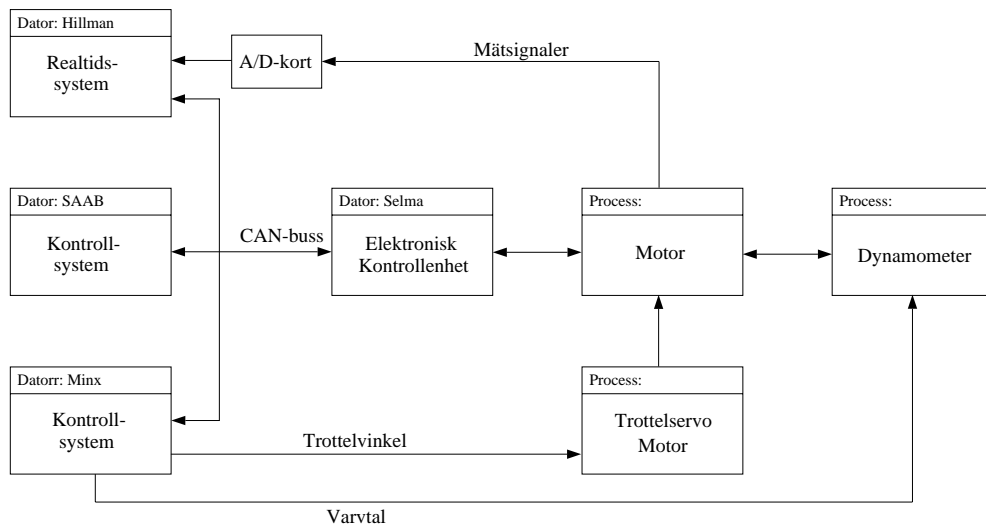 Dator: Hillman
Realtids-
system
A/D-kort
Mätsignaler
Dator: SAAB
Kontroll-
system
CAN-buss
Dator: Selma
Elektronisk
Kontrollenhet
Process:
Motor
Process:
Dynamometer
Datorr: Minx
Kontroll-
system
Trottelvinkel
Process:
Trottelservo
Motor
Varvtal